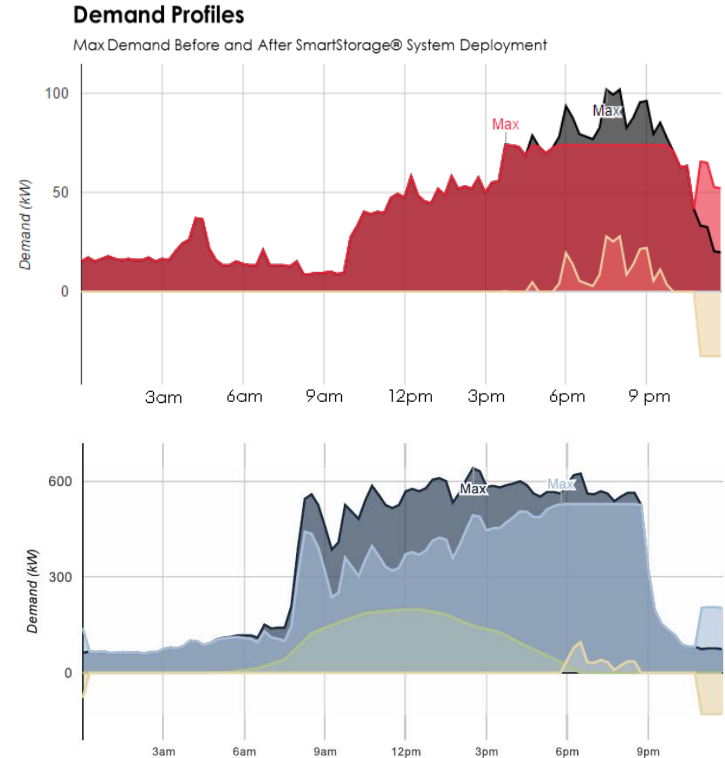 Demand Profiles
Max Demand Before and After SmartStorage® System Deployment
Demand (kW)
100
50
0
Max
Max
3am 6am 9am 12pm 3pm 6pm 9 pm
Demand (kW)
600
300
0
Max
Max
3am 6am 9am 12pm 3pm 6pm 9pm